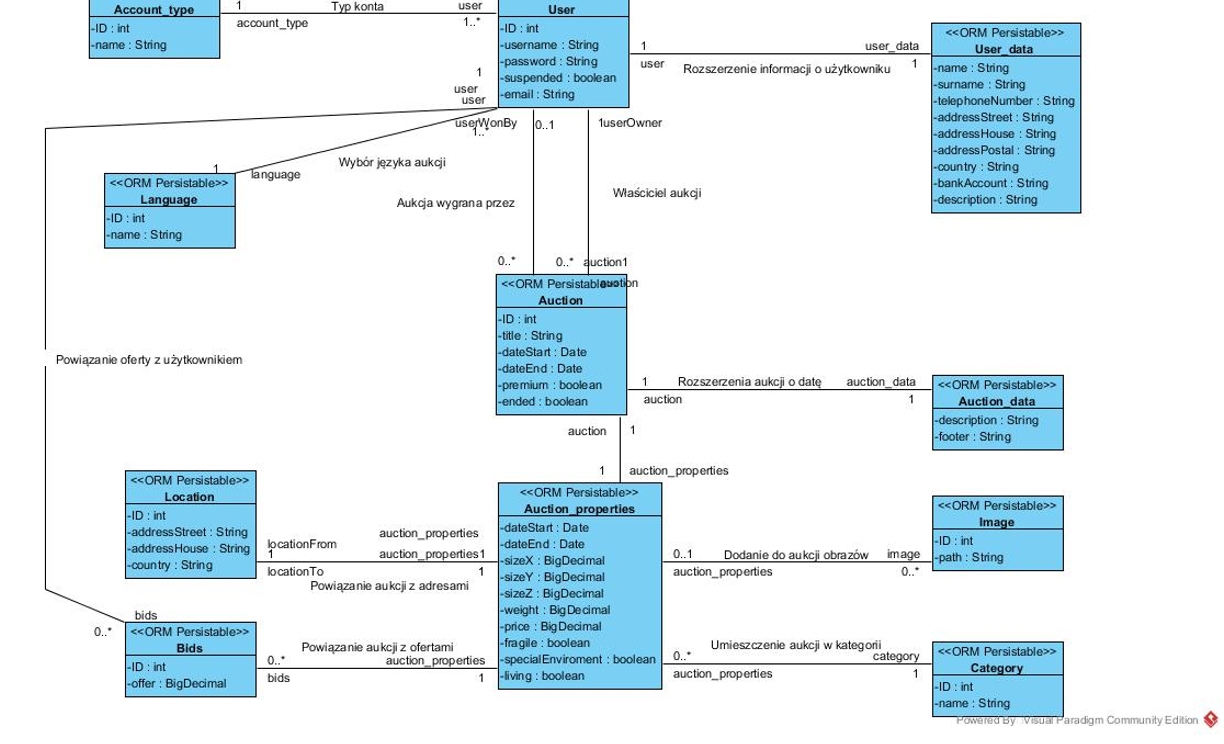 Account_type
-ID : int
-name : String
1
Typ konta
user
account_type
1..*
User
-ID : int
-username : String
-password : String
-suspended : boolean
-email : String
1
user_data
user
Rozszerzenie informacji o użytkowniku
1
<<ORM Persistable>>
User_data
-name : String
-surname : String
-telephoneNumber : String
-addressStreet : String
-addressHouse : String
-addressPostal : String
-country : String
-bankAccount : String
-description : String
1
user
user
userWonBy
1..*
0..1
1userOwner
1
language
Wybór języka aukcji
<<ORM Persistable>>
Language
-ID : int
-name : String
Aukcja wygrana przez
Właściciel aukcji
0..*
0..*
auction1
auction
<<ORM Persistable>>
Auction
-ID : int
-title : String
-dateStart : Date
-dateEnd : Date
-premium : boolean
-ended : boolean
Powiązanie oferty z użytkownikiem
1
Rozszerzenia aukcji o datę
auction_data
auction
1
<<ORM Persistable>>
Auction_data
-description : String
-footer : String
auction
1
1
auction_properties
<<ORM Persistable>>
Location
-ID : int
-addressStreet : String
-addressHouse : String
-country : String
auction_properties
locationFrom
1
auction_properties1
locationTo
1
Powiązanie aukcji z adresami
<<ORM Persistable>>
Auction_properties
-dateStart : Date
-dateEnd : Date
-sizeX : BigDecimal
-sizeY : BigDecimal
-sizeZ : BigDecimal
-weight : BigDecimal
-price : BigDecimal
-fragile : boolean
-specialEnviroment : boolean
-living : boolean
0..1
Dodanie do aukcji obrazów
image
auction_properties
0..*
<<ORM Persistable>>
Image
-ID : int
-path : String
bids
0..*
<<ORM Persistable>>
Bids
-ID : int
-offer : BigDecimal
Powiązanie aukcji z ofertami
0..*
auction_properties
bids
1
Umieszczenie aukcji w kategorii
0..*
category
auction_properties
1
<<ORM Persistable>>
Category
-ID : int
-name : String
Powered By Visual Paradigm Community Edition